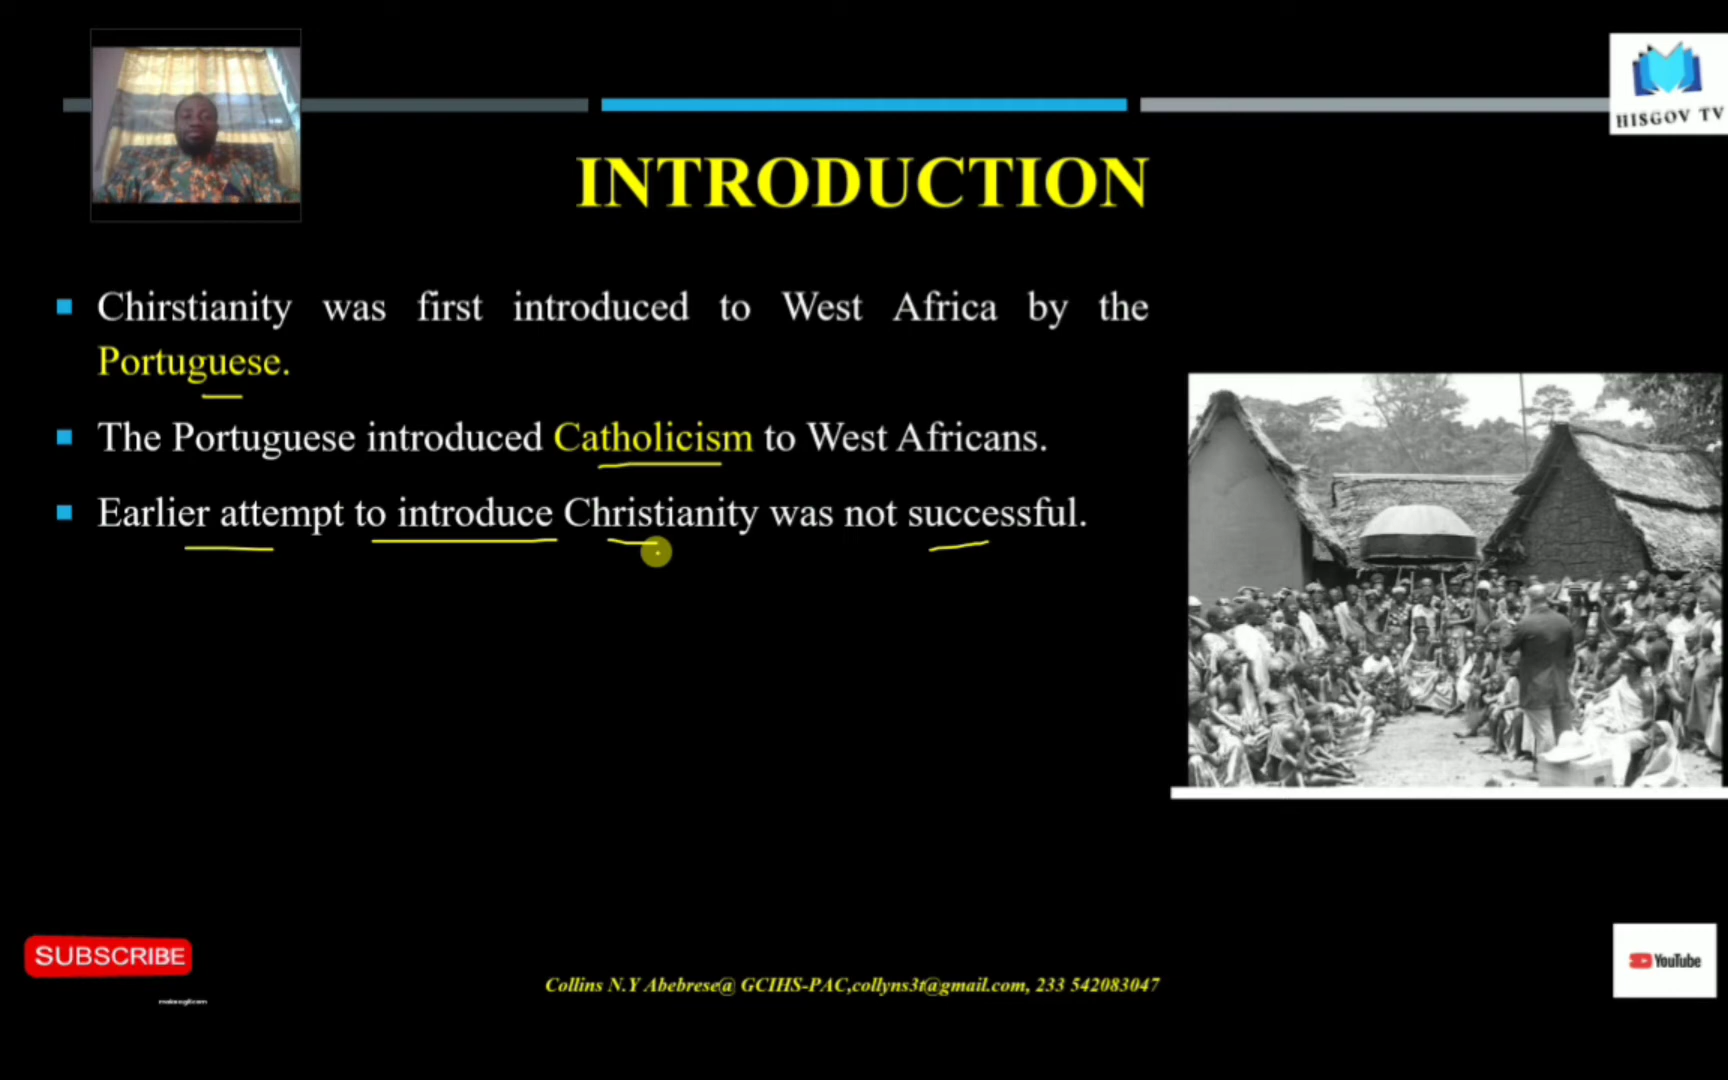 HISGOV TV
INTRODUCTION
Chirstianity was first introduced to West Africa by the
Portuguese.
The Portuguese introduced Catholicism to West Africans.
Earlier attempt to introduce Christianity was not successful.
SUBSCRIBE
Collins N.Y Abebrese@ GCIHS-PAC,collyns3t@gmail.com, 233 542083047
YouTube